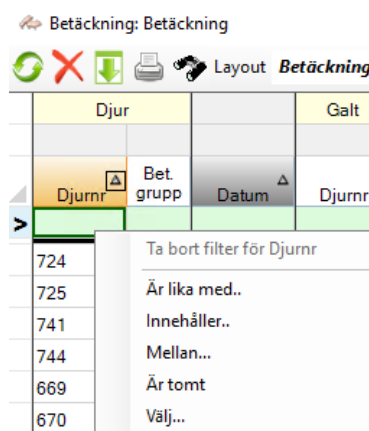 Betäckning: Betäckning
Layout Betäckning
Djur Galt
Djurnr Bet. grupp Datum Djurnr
>
Ta bort filter för Djurnr
724
725 Är lika med..
741 Innehåller..
744 Mellan...
669 Är tomt
670 Välj...